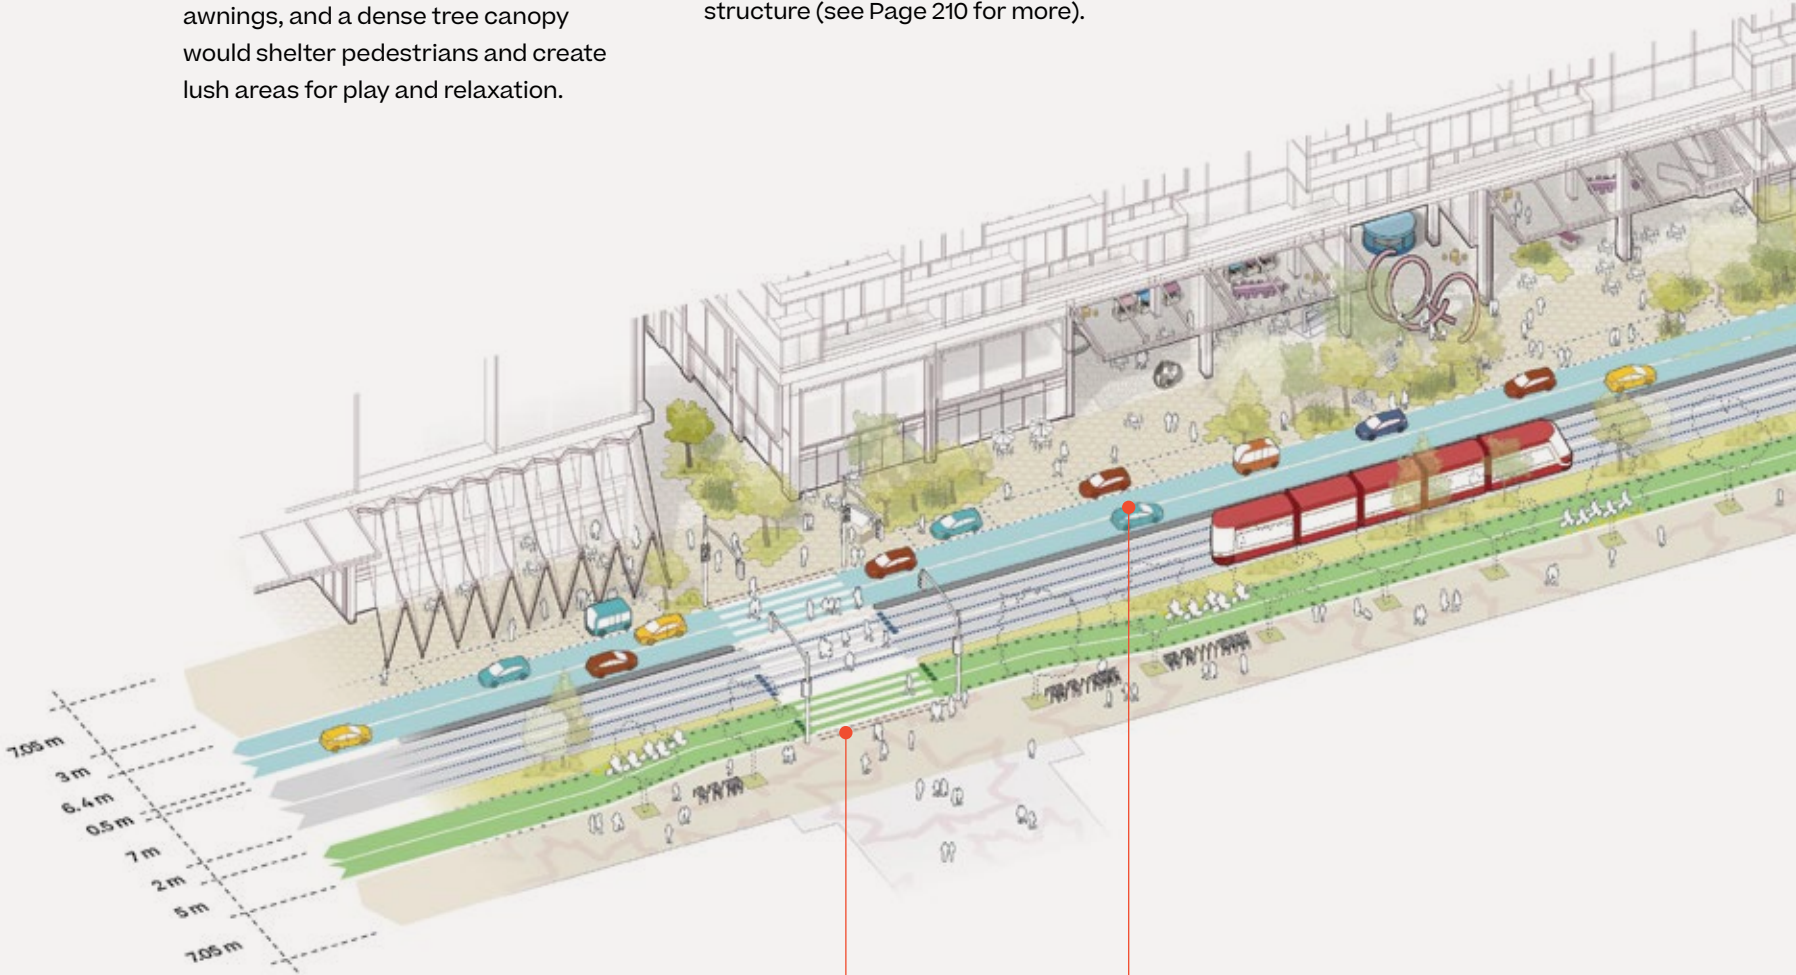 awnings, and a dense tree canopy
would shelter pedestrians and create
lush areas for play and relaxation.
structure (see Page 210 for more).
7.05 m
3 m
6.4 m
0.5 m
7 m
2 m
5 m
7.05 m